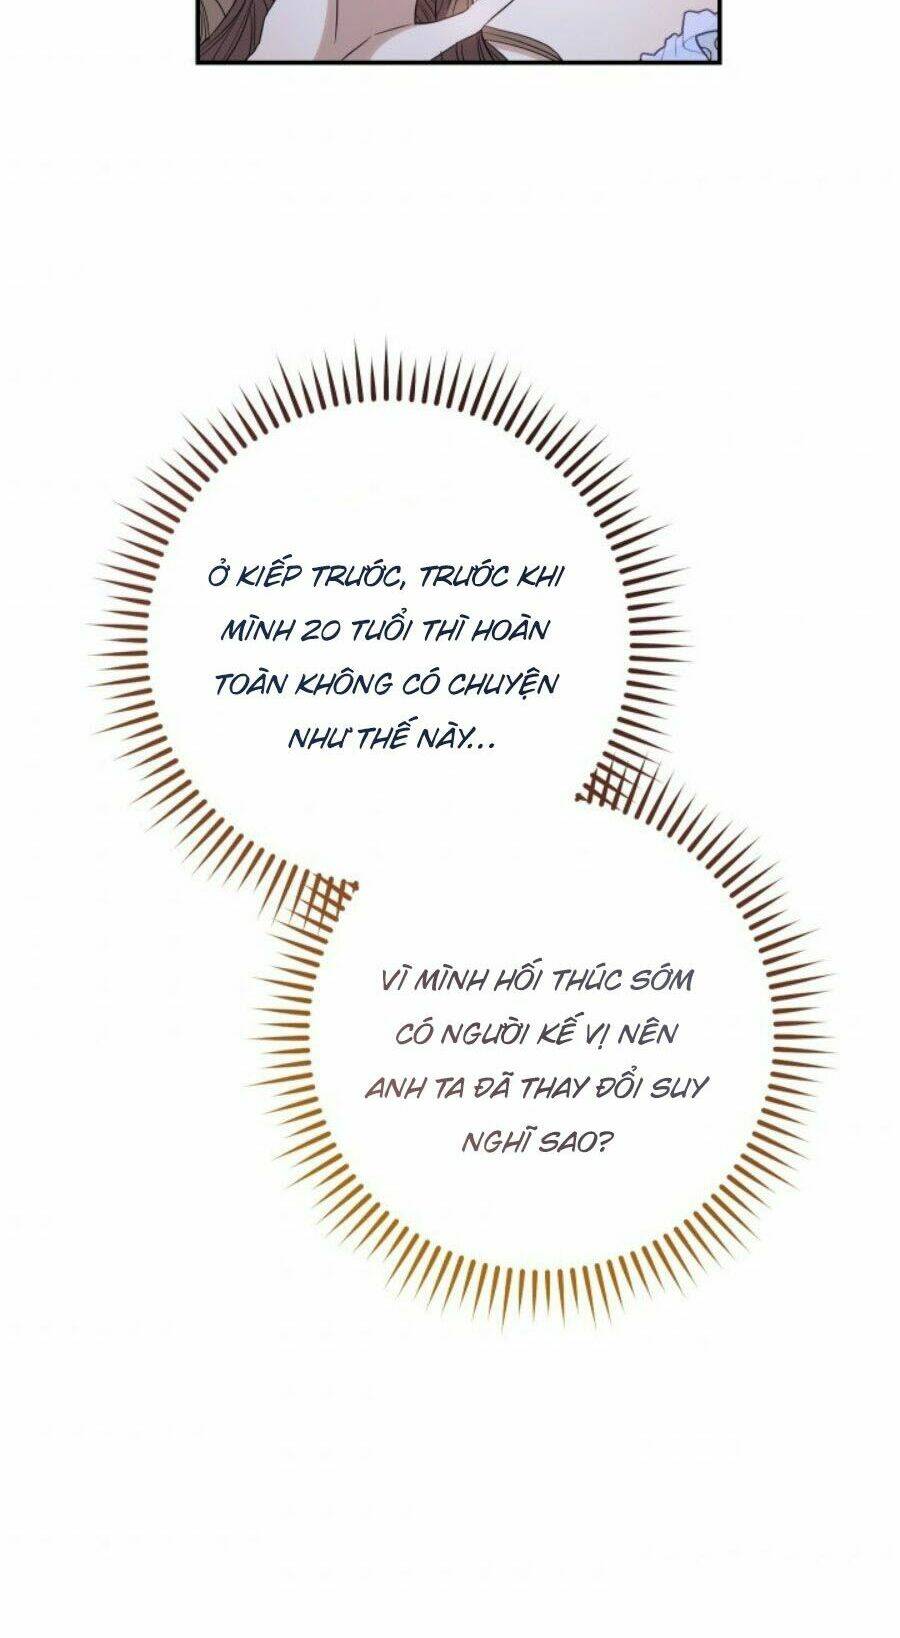 Ở KIẾP TRƯỚC, TRƯỚC KHI
MÌNH 20 TUỔI THÌ HOÀN
TOÀN KHÔNG CÓ CHUYỆN
NHƯ THẾ NÀY...
VÌ MÌNH HỐI THÚC SỚM
CÓ NGƯỜI KẾ VỊ NÊN
ANH TA ĐÃ THAY ĐỔI SUY
NGHĨ SAO?